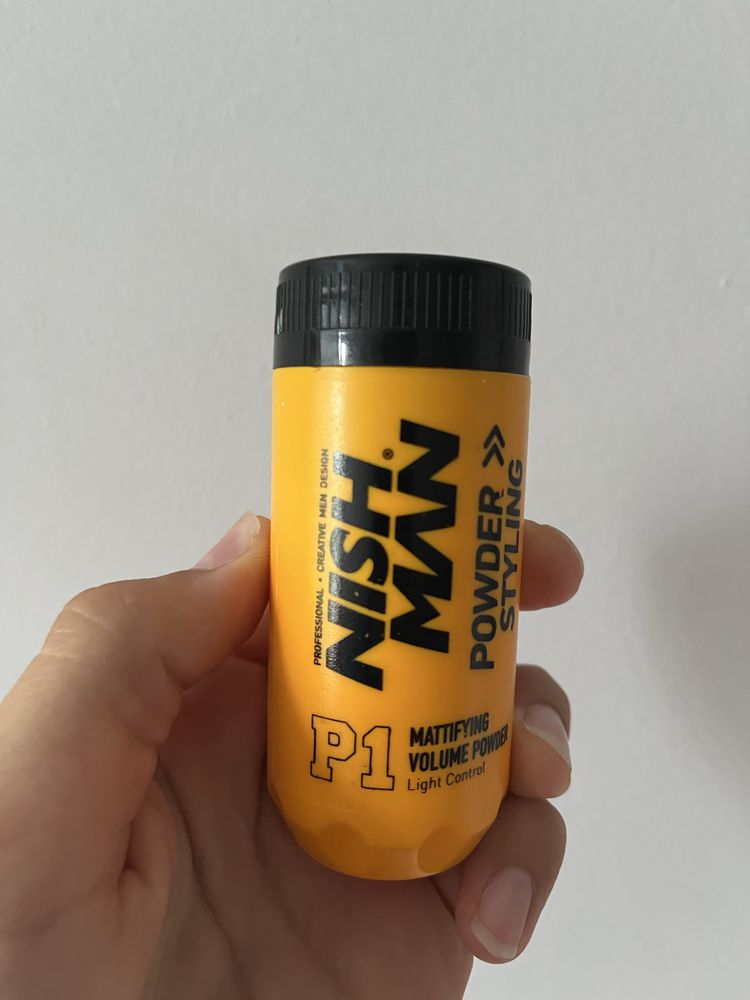 PROFESSIONAL • CREATIVE MEN DESIGN
NISH
MAN®
POWDER >>
STYLING
P1
MATTIFYING
VOLUME POWDER
Light Control